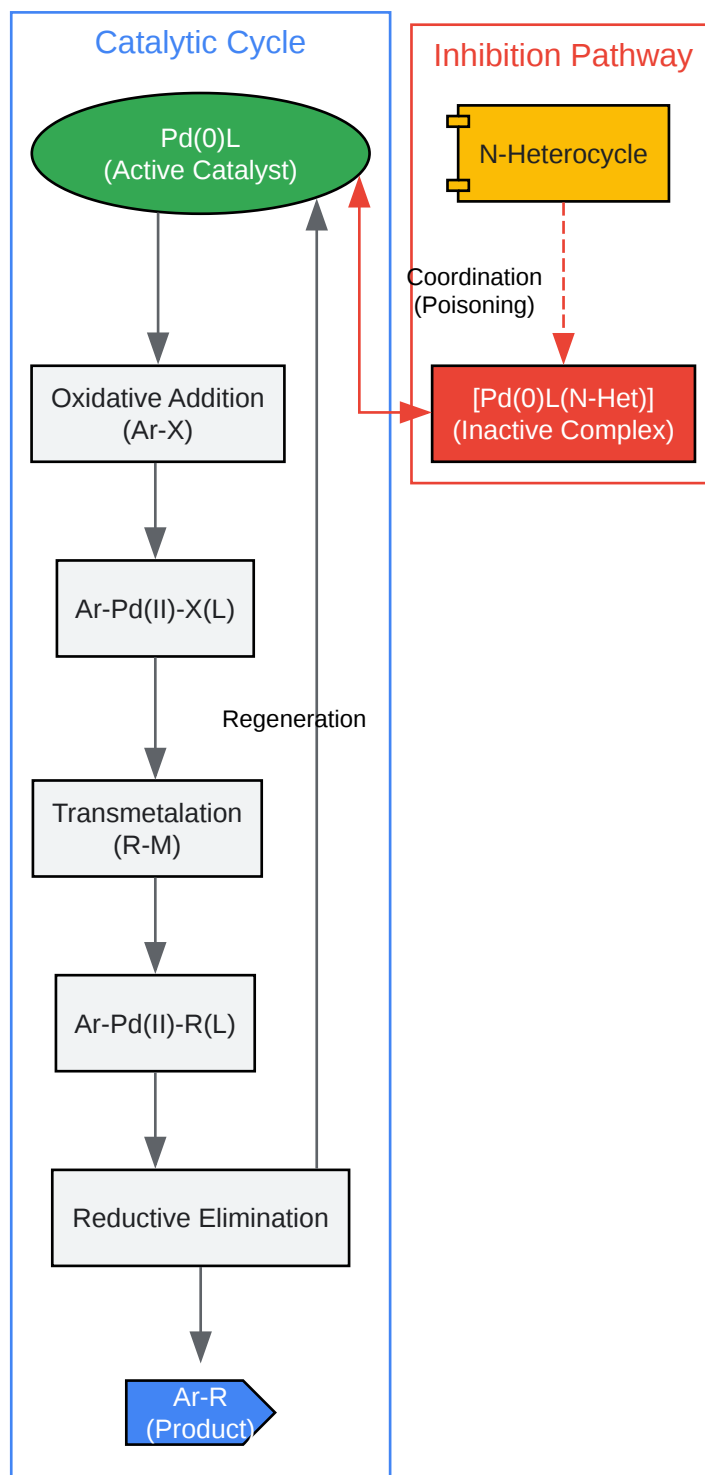 Catalytic Cycle
Pd(0)L
(Active Catalyst)
Oxidative Addition
(Ar-X)
Ar-Pd(II)-X(L)
Regeneration
Transmetalation
(R-M)
Ar-Pd(II)-R(L)
Reductive Elimination
Ar-R
(Product)
Inhibition Pathway
N-Heterocycle
Coordination
(Poisoning)
[Pd(0)L(N-Het)]
(Inactive Complex)